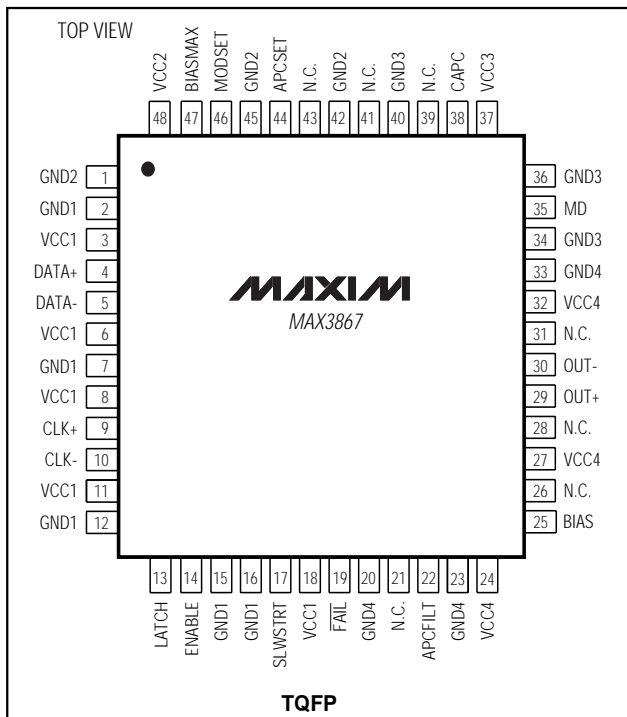 TOP VIEW
VCC2
BIASMAX
MODSET
GND2
APCSET
N.C.
GND2
N.C.
GND3
N.C.
CAPC
VCC3
48 47 46 45 44 43 42 41 40 39 38 37
GND2 1
GND1 2
VCC1 3
DATA+ 4
DATA- 5
VCC1 6
GND1 7
VCC1 8
CLK+ 9
CLK- 10
VCC1 11
GND1 12
MAXIM
MAX3867
36 GND3
35 MD
34 GND3
33 GND4
32 VCC4
31 N.C.
30 OUT-
29 OUT+
28 N.C.
27 VCC4
26 N.C.
25 BIAS
13 14 15 16 17 18 19 20 21 22 23 24
LATCH
ENABLE
GND1
GND1
SLWSTRT
VCC1
FAIL
GND4
N.C.
APCFILT
GND4
VCC4
TQFP